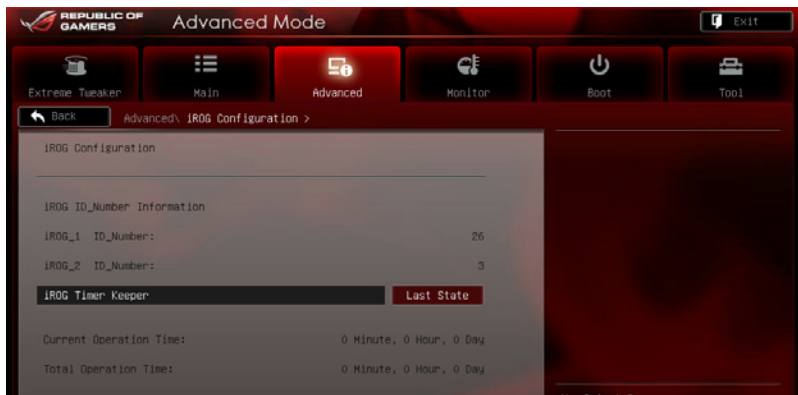 REPUBLIC OF
GAMERS
Advanced Mode
Exit
Extreme Tweaker
Main
Advanced
Monitor
Boot
Tool
Back
Advanced\ iROG Configuration >
iROG Configuration
iROG ID_Number Information
iROG_1 ID_Number: 26
iROG_2 ID_Number: 3
iROG Timer Keeper Last State
Current Operation Time: 0 Minute, 0 Hour, 0 Day
Total Operation Time: 0 Minute, 0 Hour, 0 Day